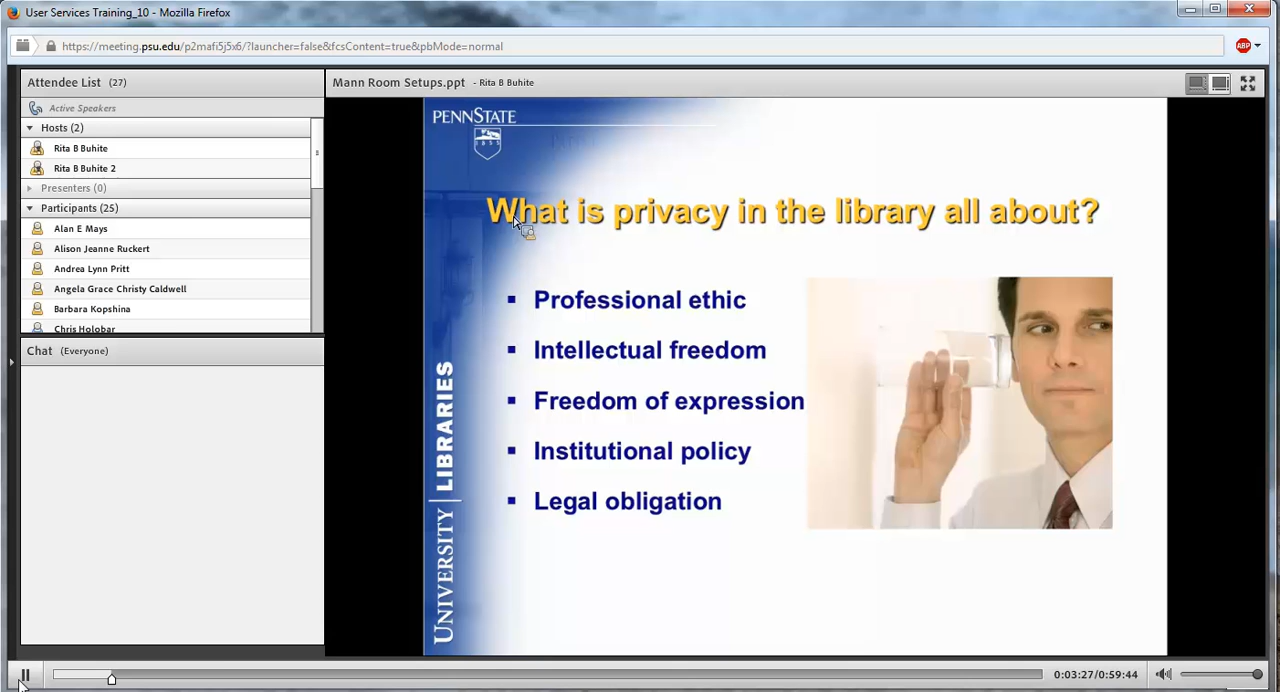 User Services Training_10 - Mozilla Firefox
https://meeting.psu.edu/p2mafi5j5x6/?launcher=false&fcsContent=true&pbMode=normal
ABP
Attendee List (27)
Active Speakers
Hosts (2)
Rita B Buhite
Rita B Buhite 2
Presenters (0)
Participants (25)
Alan E Mays
Alison Jeanne Ruckert
Andrea Lynn Pritt
Angela Grace Christy Caldwell
Barbara Kopshina
Chris Holobar
Chat (Everyone)
Mann Room Setups.ppt - Rita B Buhite
PENNSTATE
1855
What is privacy in the library all about?
▪ Professional ethic
▪ Intellectual freedom
▪ Freedom of expression
▪ Institutional policy
▪ Legal obligation
UNIVERSITY LIBRARIES
0:03:27/0:59:44